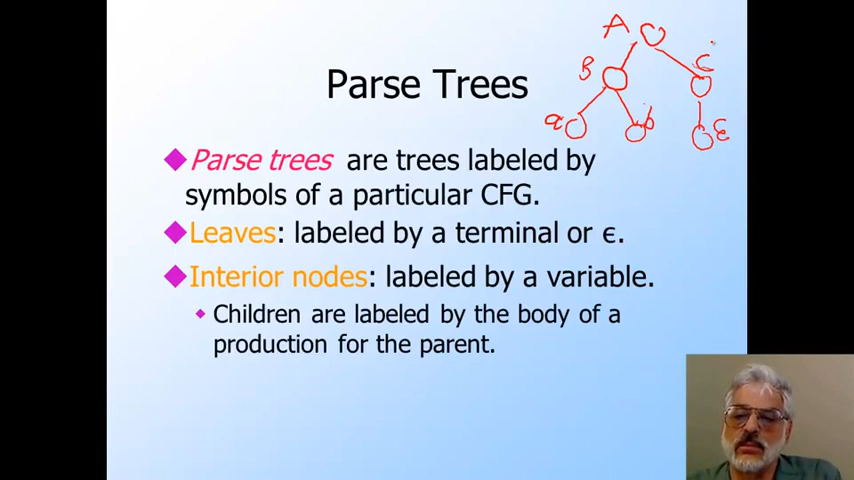 A
C
B
Parse Trees
a
b
ε
Parse trees are trees labeled by
symbols of a particular CFG.
Leaves: labeled by a terminal or ϵ.
Interior nodes: labeled by a variable.
Children are labeled by the body of a
production for the parent.